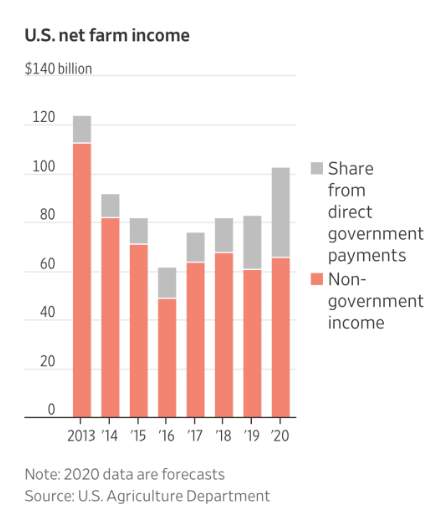 U.S. net farm income
$140 billion
120
100
80
60
40
20
0
2013 '14 '15 '16 '17 '18 '19 '20
Share
from
direct
government
payments
Non-
government
income
Note: 2020 data are forecasts
Source: U.S. Agriculture Department